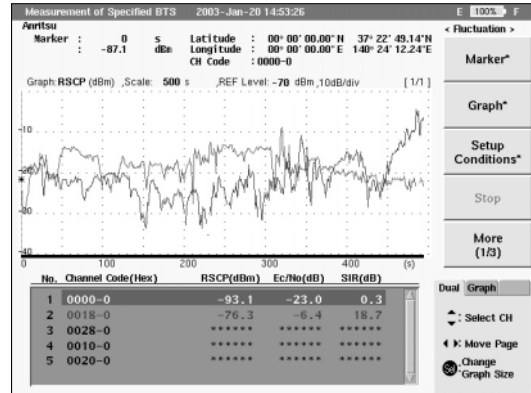 Measurement of Specified BTS 2003-Jan-20 14:53:26 E 100% F
Anritsu
< Fluctuation >
Marker : 0 s Latitude : 00° 00' 00.00" N 37° 22' 49.14"N
: -87.1 dBm Longitude : 00° 00' 00.00" E 140° 24' 12.24"E
CH Code : 0000-0
Marker*
Graph:RSCP (dBm) ,Scale: 500 s ,REF Level: -70 dBm ,10dB/div [ 1/1 ]
Graph*
-10
Setup
Conditions*
-20
Stop
-30
More
(1/3)
-40
0 100 200 300 400 (s)
No. Channel Code(Hex) RSCP(dBm) Ec/No(dB) SIR(dB)
Dual Graph
1 0000-0 -93.1 -23.0 0.3
2 0018-0 -76.3 -6.4 18.7
3 0028-0 ****** ****** ******
4 0010-0 ****** ****** ******
5 0020-0 ****** ****** ******
: Select CH
: Move Page
Sel :Change
Graph Size